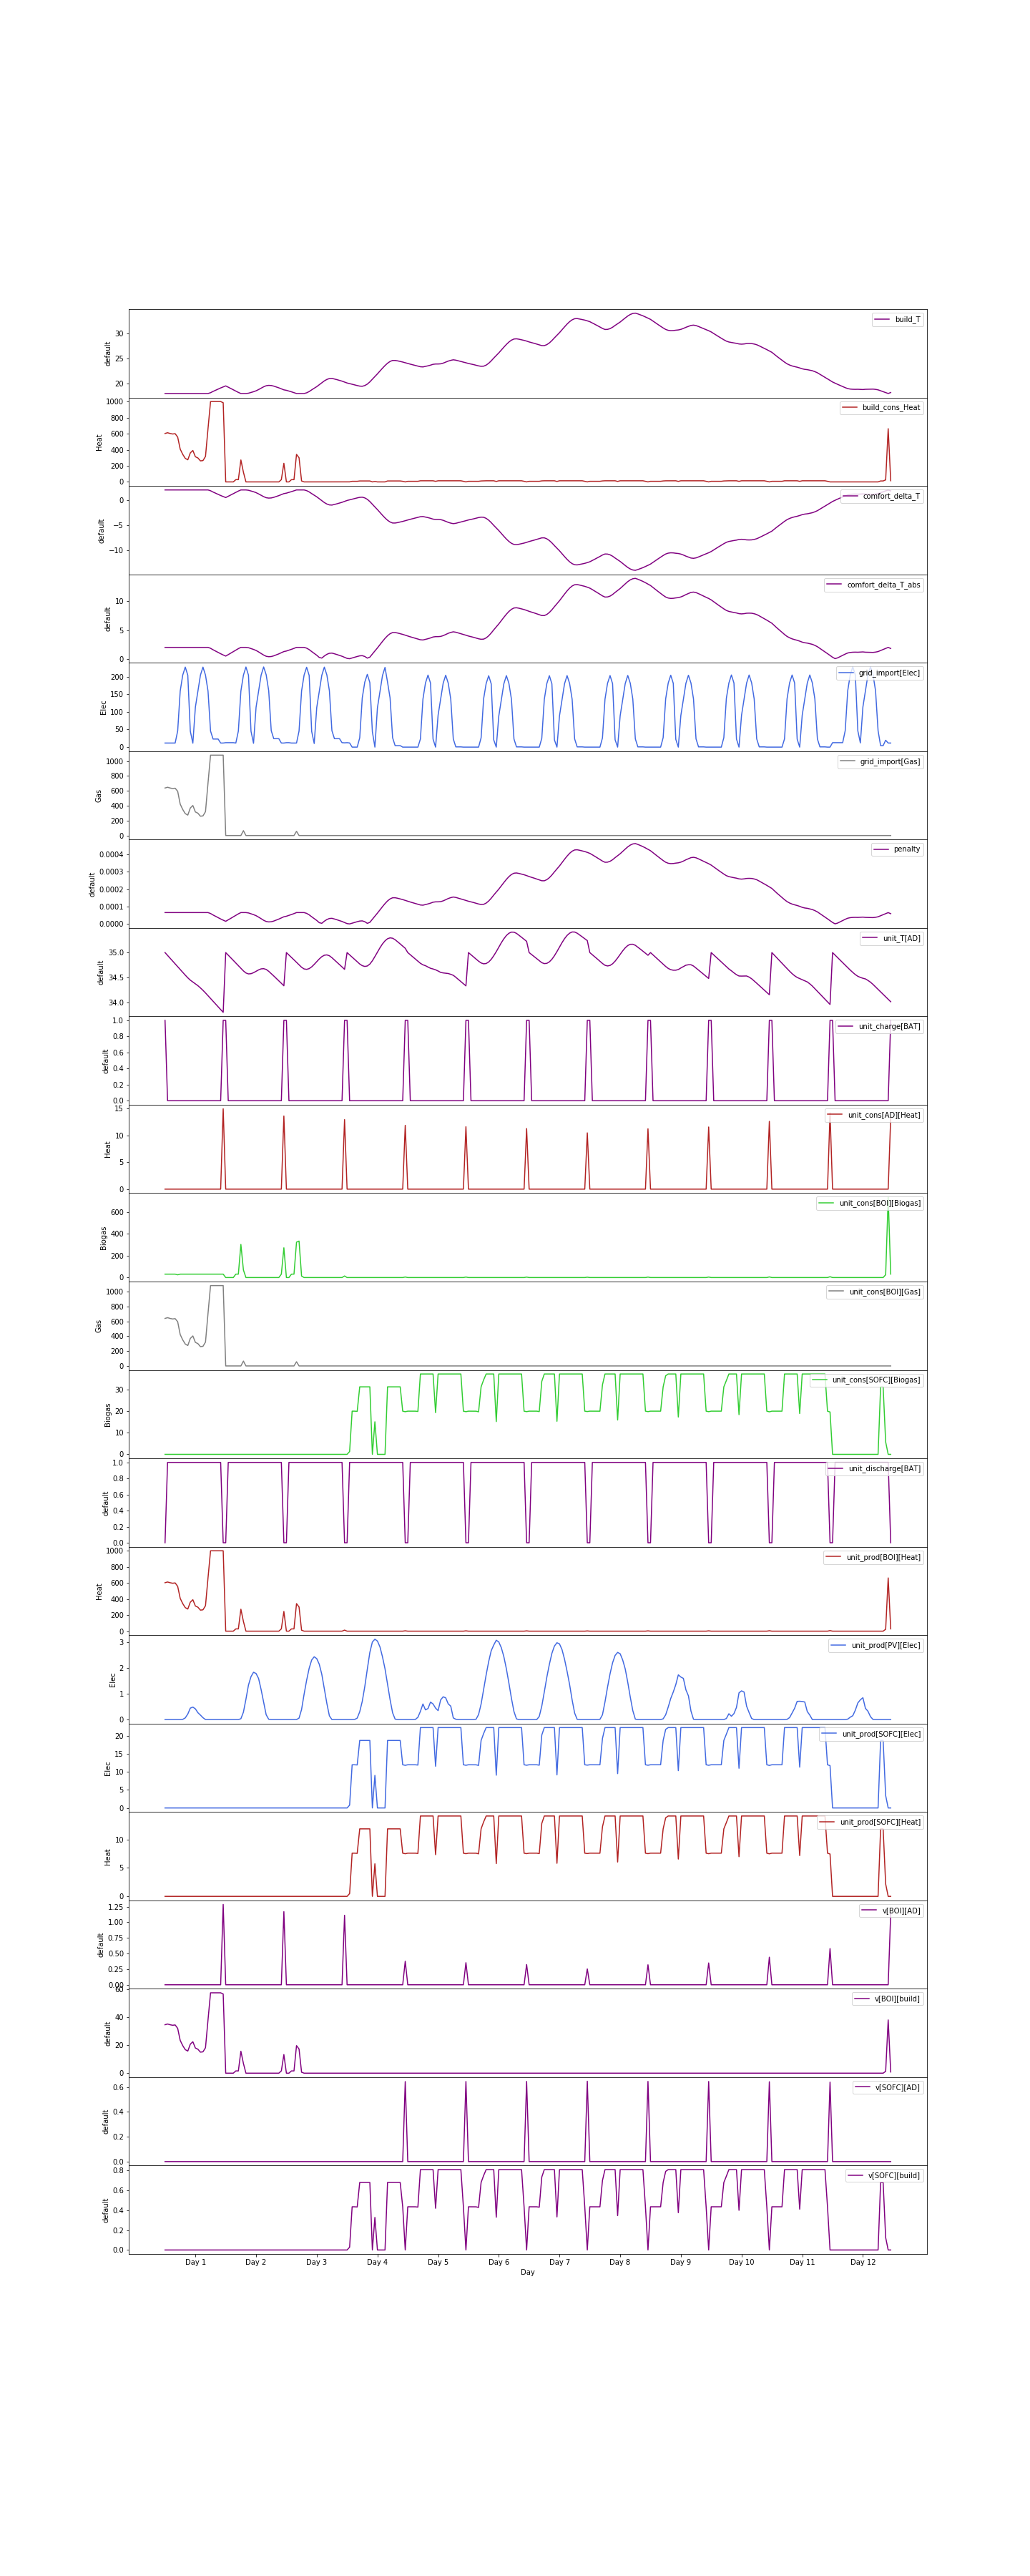 build_T
default
30
25
20
build_cons_Heat
Heat
1000
800
600
400
200
0
comfort_delta_T
default
0
−5
−10
comfort_delta_T_abs
default
10
5
0
grid_import[Elec]
Elec
200
150
100
50
0
grid_import[Gas]
Gas
1000
800
600
400
200
0
penalty
default
0.0004
0.0003
0.0002
0.0001
0.0000
unit_T[AD]
default
35.0
34.5
34.0
unit_charge[BAT]
default
1.0
0.8
0.6
0.4
0.2
0.0
unit_cons[AD][Heat]
Heat
15
10
5
0
unit_cons[BOI][Biogas]
Biogas
600
400
200
0
unit_cons[BOI][Gas]
Gas
1000
800
600
400
200
0
unit_cons[SOFC][Biogas]
Biogas
30
20
10
0
unit_discharge[BAT]
default
1.0
0.8
0.6
0.4
0.2
0.0
unit_prod[BOI][Heat]
Heat
1000
800
600
400
200
0
unit_prod[PV][Elec]
Elec
3
2
1
0
unit_prod[SOFC][Elec]
Elec
20
15
10
5
0
unit_prod[SOFC][Heat]
Heat
10
5
0
v[BOI][AD]
default
1.25
1.00
0.75
0.50
0.25
0.00
v[BOI][build]
default
60
40
20
0
v[SOFC][AD]
default
0.6
0.4
0.2
0.0
v[SOFC][build]
default
0.8
0.6
0.4
0.2
0.0
Day 1 Day 2 Day 3 Day 4 Day 5 Day 6 Day 7 Day 8 Day 9 Day 10 Day 11 Day 12
Day